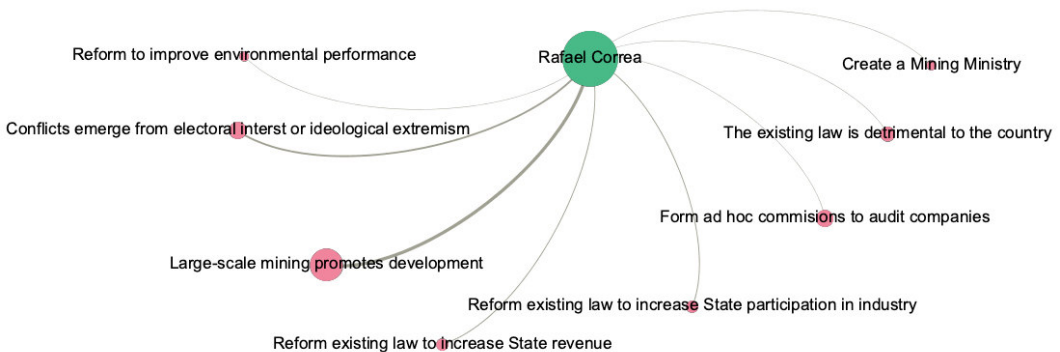 Reform to improve environmental performance
Rafael Correa
Create a Mining Ministry
Conflicts emerge from electoral interst or ideological extremism
The existing law is detrimental to the country
Form ad hoc commisions to audit companies
Large-scale mining promotes development
Reform existing law to increase State participation in industry
Reform existing law to increase State revenue